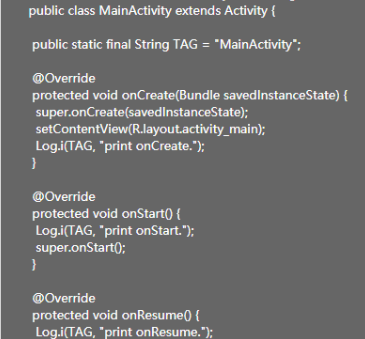 public class MainActivity extends Activity {
public static final String TAG = "MainActivity";
@Override
protected void onCreate(Bundle savedInstanceState) {
super.onCreate(savedInstanceState);
setContentView(R.layout.activity_main);
Log.i(TAG, "print onCreate.");
}
@Override
protected void onStart() {
Log.i(TAG, "print onStart.");
super.onStart();
}
@Override
protected void onResume() {
Log.i(TAG, "print onResume.");